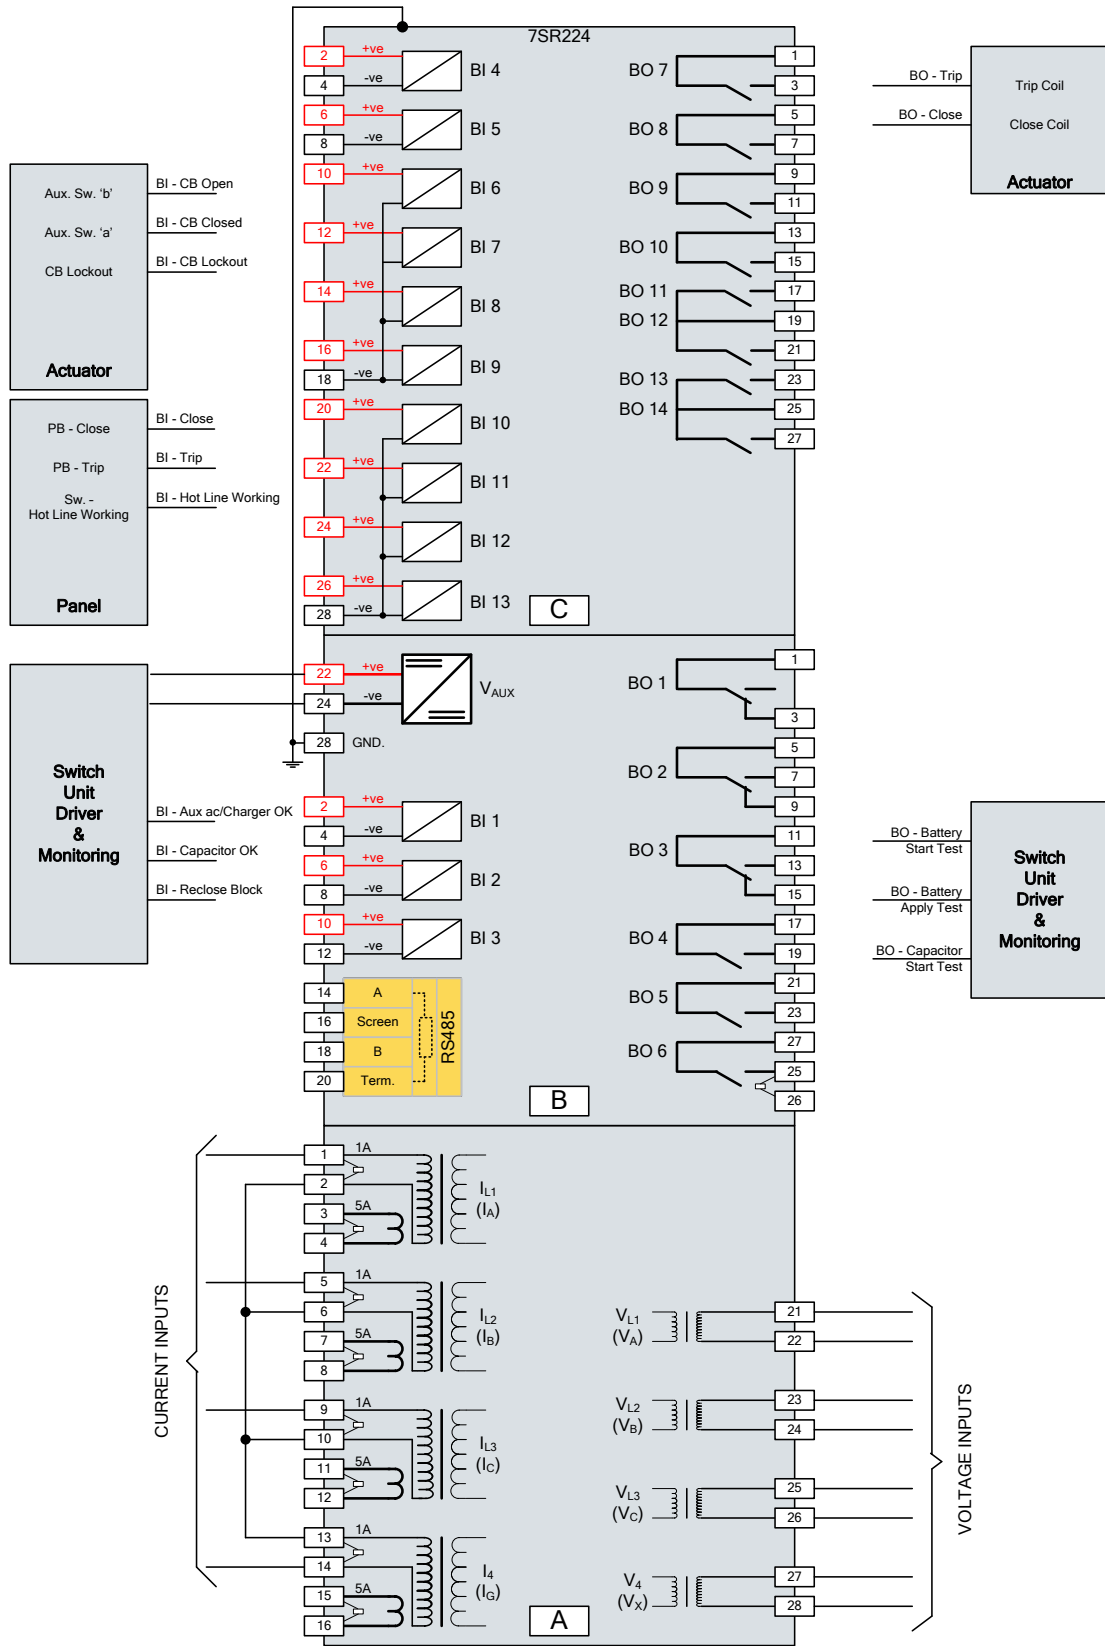 7SR224
2
+ve
BI 4
4
-ve
6
+ve
BI 5
8
-ve
10
+ve
BI 6
12
+ve
BI 7
14
+ve
BI 8
16
+ve
BI 9
18
-ve
20
+ve
BI 10
22
+ve
BI 11
24
+ve
BI 12
26
+ve
BI 13
28
-ve
BO 7
1
3
BO 8
5
7
BO 9
9
11
BO 10
13
15
BO 11
17
BO 12
19
21
BO 13
23
BO 14
25
27
C
BO - Trip
Trip Coil
BO - Close
Close Coil
Actuator
Aux. Sw. 'b'
BI - CB Open
Aux. Sw. 'a'
BI - CB Closed
CB Lockout
BI - CB Lockout
Actuator
PB - Close
BI - Close
PB - Trip
BI - Trip
Sw. -
Hot Line Working
BI - Hot Line Working
Panel
22
+ve
VAUX
24
-ve
28
GND.
2
+ve
BI 1
4
-ve
6
+ve
BI 2
8
-ve
10
+ve
BI 3
12
-ve
14
A
16
Screen
18
B
20
Term.
RS485
BO 1
1
3
BO 2
5
7
9
BO 3
11
13
15
BO 4
17
19
BO 5
21
23
BO 6
27
25
26
B
Switch
Unit
Driver
&
Monitoring
BI - Aux ac/Charger OK
BI - Capacitor OK
BI - Reclose Block
BO - Battery
Start Test
BO - Battery
Apply Test
BO - Capacitor
Start Test
Switch
Unit
Driver
&
Monitoring
CURRENT INPUTS
1
1A
2
3
5A
4
IL1
(IA)
5
1A
6
7
5A
8
IL2
(IB)
9
1A
10
11
5A
12
IL3
(IC)
13
1A
14
15
5A
16
I4
(IG)
VL1
(VA)
21
22
VL2
(VB)
23
24
VL3
(VC)
25
26
V4
(VX)
27
28
VOLTAGE INPUTS
A